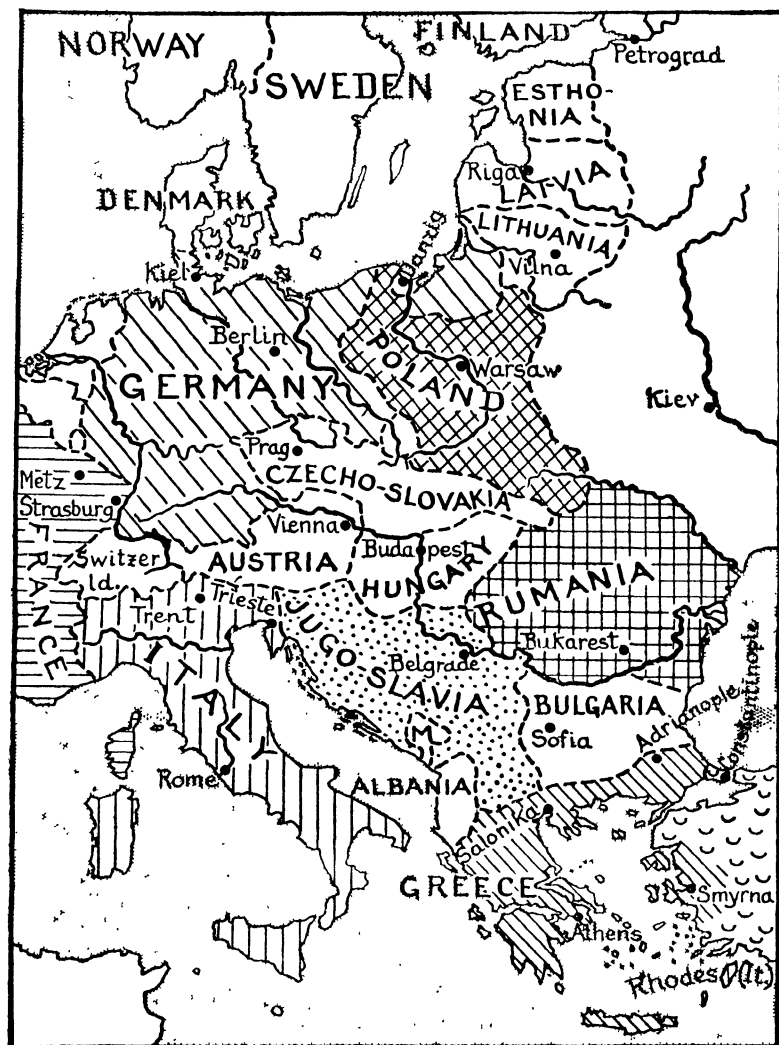 NORWAY
FINLAND
Petrograd
SWEDEN
ESTHO-
NIA
Riga
LATVIA
DENMARK
LITHUANIA
Vilna
Danzig
Kiel
Berlin
POLAND
Warsaw
GERMANY
Kiev
Prag
CZECHO-SLOVAKIA
Metz
Strasburg
Vienna
FRANCE
Switzer
ld.
AUSTRIA
Budapest
HUNGARY
RUMANIA
Trent
Trieste
JUGO-SLAVIA
Bukarest
ITALY
Belgrade
BULGARIA
Sofia
Adrianople
Constantinople
M.
Rome
ALBANIA
Salonika
GREECE
Smyrna
Athens
Rhodes (It.)